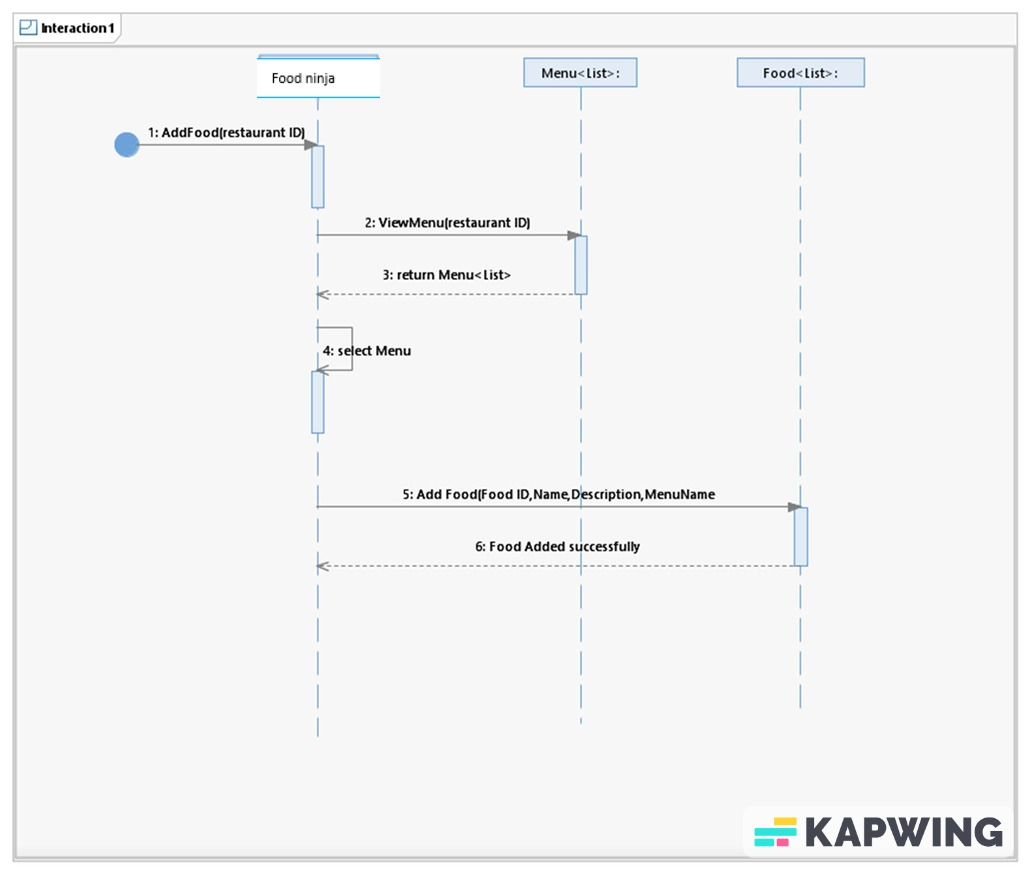 Interaction1
Food ninja
Menu<List>:
Food<List>:
1: AddFood(restaurant ID)
2: ViewMenu(restaurant ID)
3: return Menu<List>
4: select Menu
5: Add Food(Food ID,Name,Description,MenuName
6: Food Added successfully
KAPWING